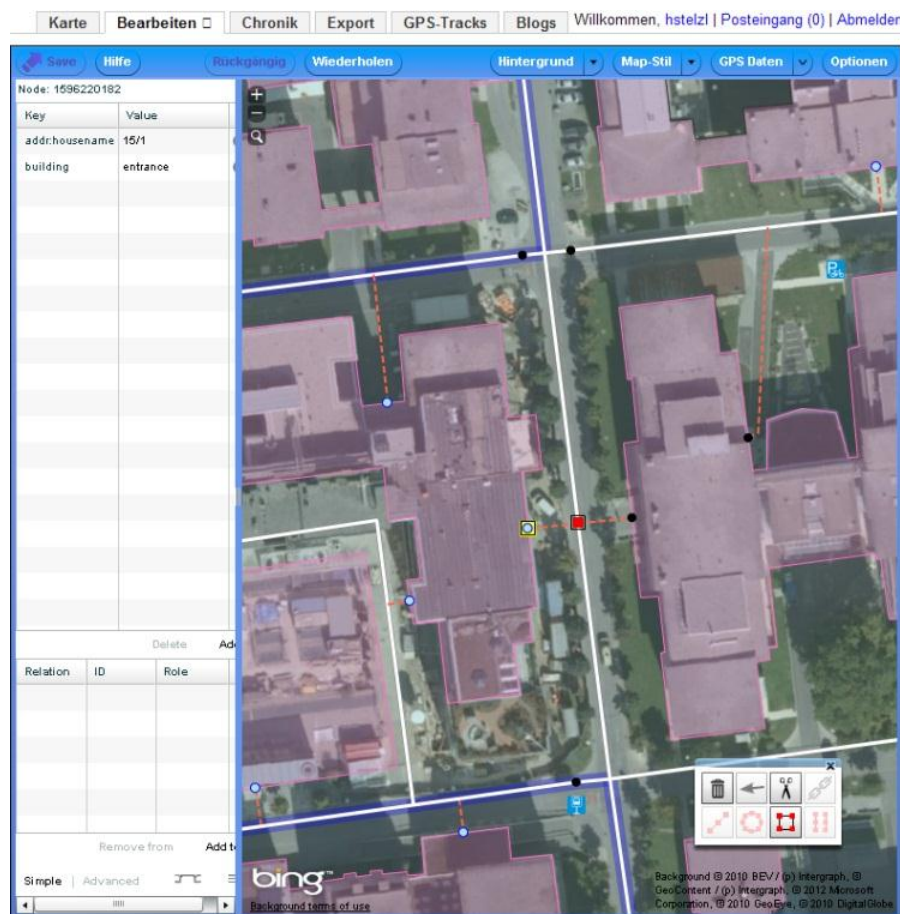 Karte Bearbeiten Chronik Export GPS-Tracks Blogs Willkommen, hstelzl | Posteingang (0) | Abmelden
Save Hilfe Rückgängig Wiederholen Hintergrund Map-Stil GPS Daten Optionen
Node: 1596220182
Key Value
addr:housename 15/1
building entrance
Delete
Relation ID Role
Remove from
Simple | Advanced
bing
Background terms of use
Background © 2010 BEV / (p) Intergraph, ©
GeoContent / (p) Intergraph, © 2012 Microsoft
Corporation, © 2010 GeoEye, © 2010 DigitalGlobe